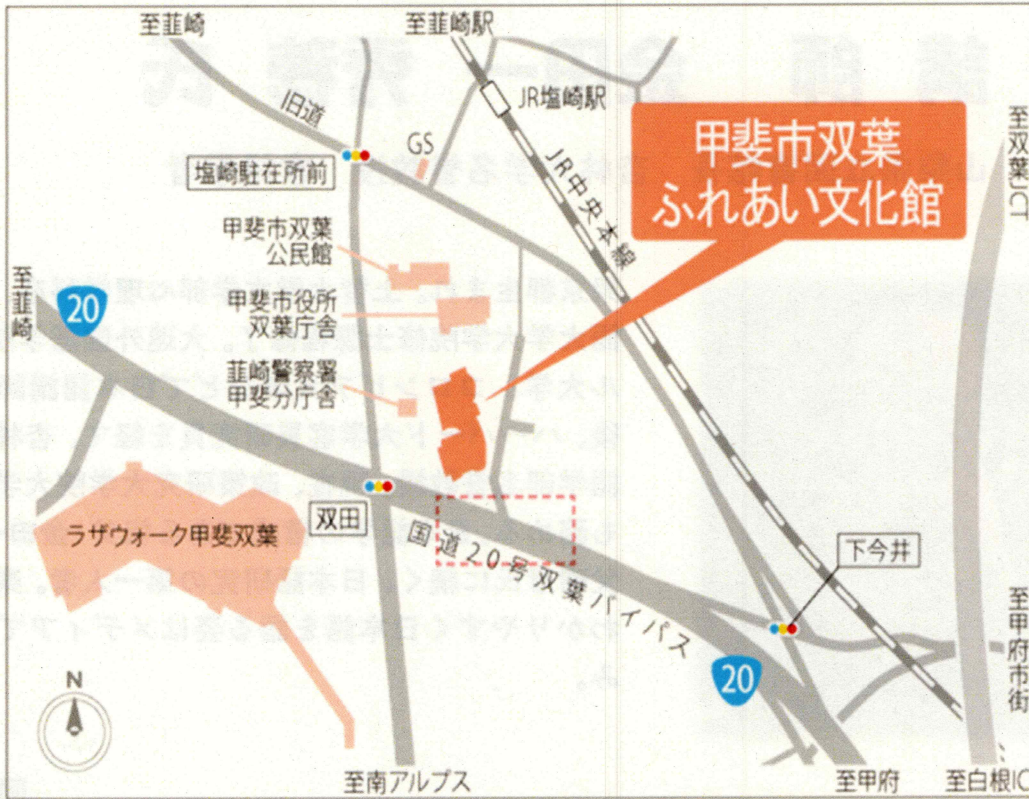 至韮崎
至韮崎駅
JR塩崎駅
旧道
GS
塩崎駐在所前
甲斐市双葉
ふれあい文化館
至双葉IC
JR中央本線
甲斐市双葉
公民館
甲斐市役所
双葉庁舎
韮崎警察署
甲斐分庁舎
至韮崎
20
双田
ラザウォーク甲斐双葉
国道20号双葉バイパス
下今井
20
至甲府市街
N
至南アルプス
至甲府
至白根IC